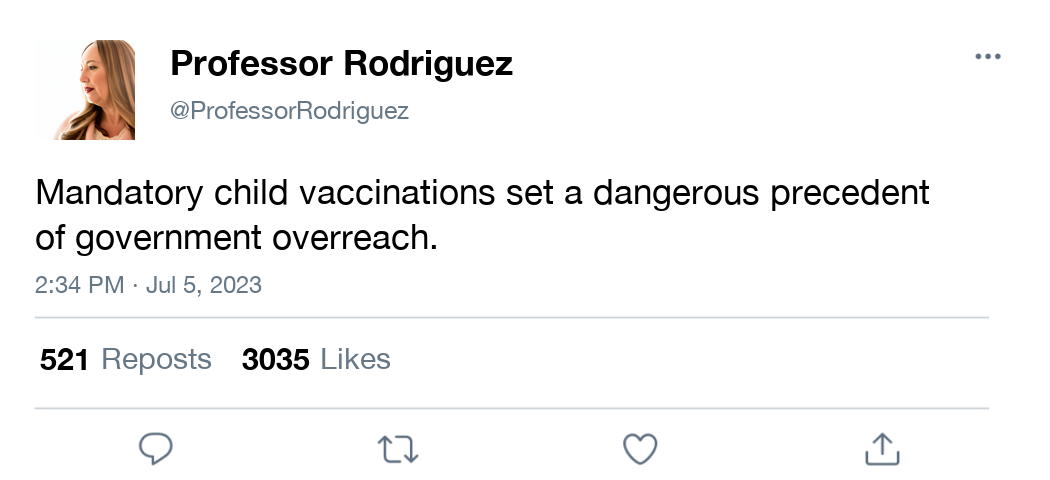 Professor Rodriguez
@ProfessorRodriguez
Mandatory child vaccinations set a dangerous precedent
of government overreach.
2:34 PM · Jul 5, 2023
521 Reposts 3035 Likes